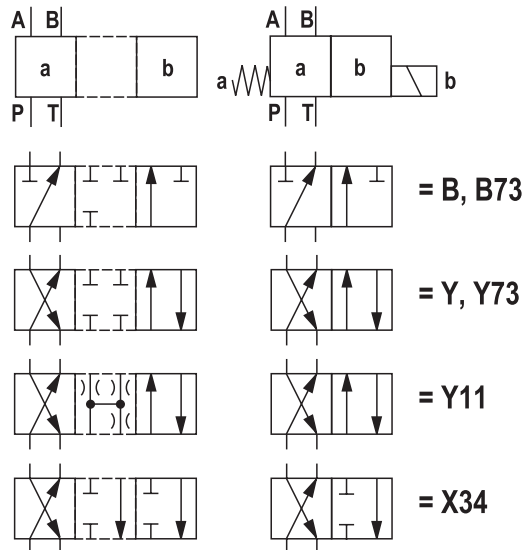 A B A B
a b a a b b
P T P T
= B, B73
= Y, Y73
= Y11
= X34